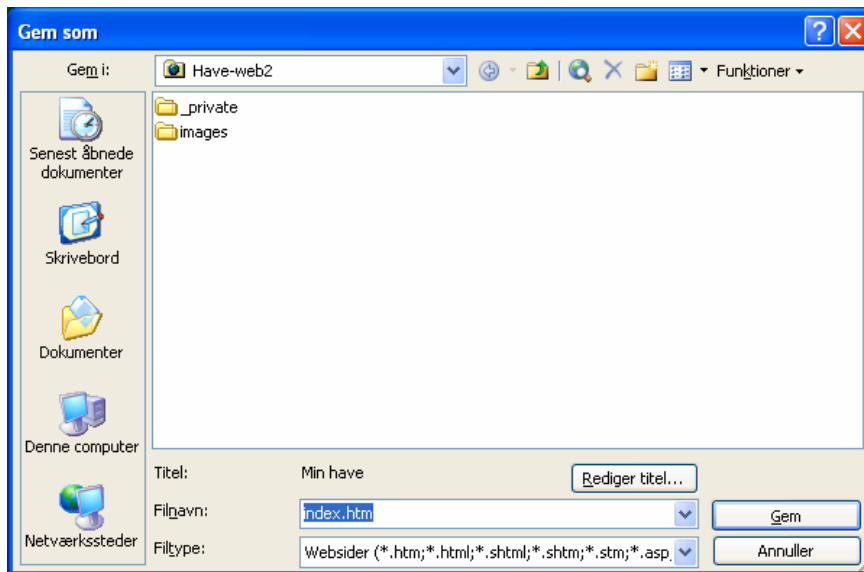 Gem som
Gem i:
Have-web2
Funktioner
_private
images
Senest åbnede
dokumenter
Skrivebord
Dokumenter
Denne computer
Netværkssteder
Titel:
Min have
Rediger titel...
Filnavn:
index.htm
Gem
Filtype:
Websider (*.htm;*.html;*.shtml;*.shtm;*.stm;*.asp
Annuller